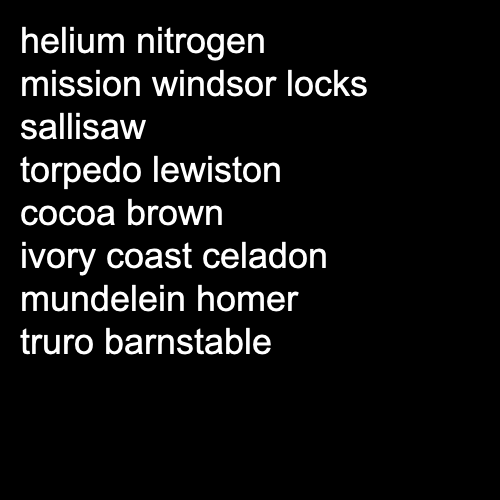 helium nitrogen
mission windsor locks
sallisaw
torpedo lewiston
cocoa brown
ivory coast celadon
mundelein homer
truro barnstable